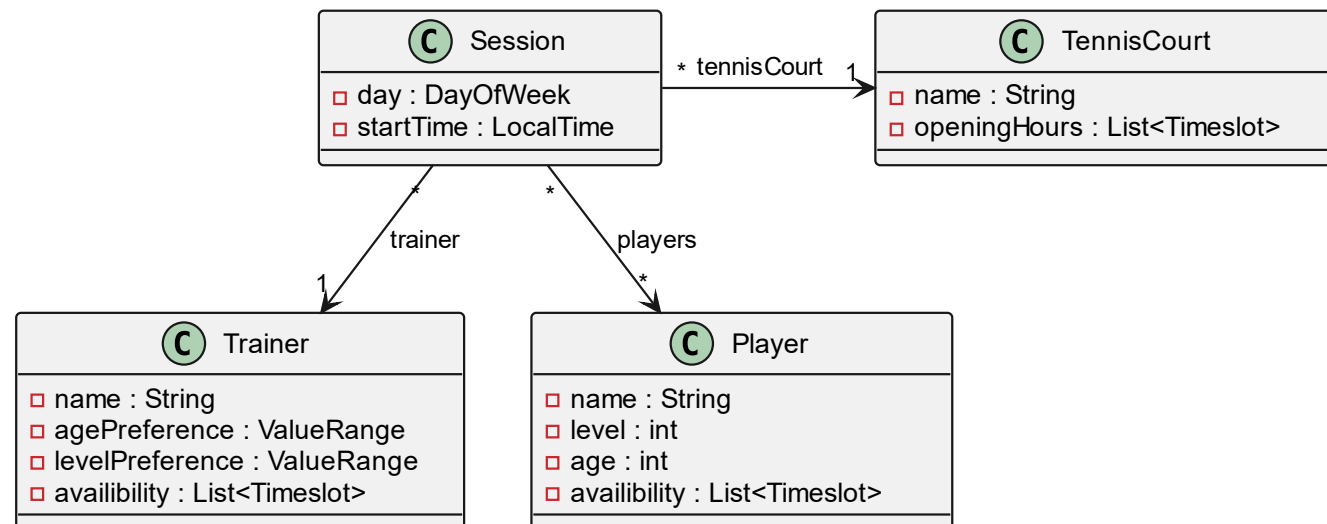 C Session
day : DayOfWeek
startTime : LocalTime
* tennisCourt 1
C TennisCourt
name : String
openingHours : List<Timeslot>
*
trainer
1
*
players
*
C Trainer
name : String
agePreference : ValueRange
levelPreference : ValueRange
availibility : List<Timeslot>
C Player
name : String
level : int
age : int
availibility : List<Timeslot>